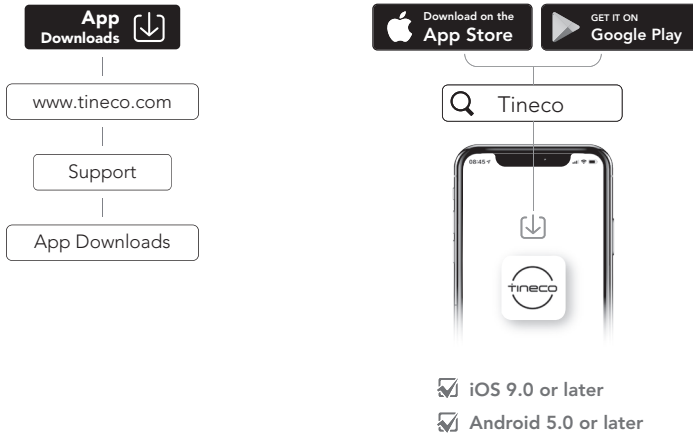 App
Downloads
www.tineco.com
Support
App Downloads
Download on the
App Store
GET IT ON
Google Play
Tineco
08:45
tineco
iOS 9.0 or later
Android 5.0 or later